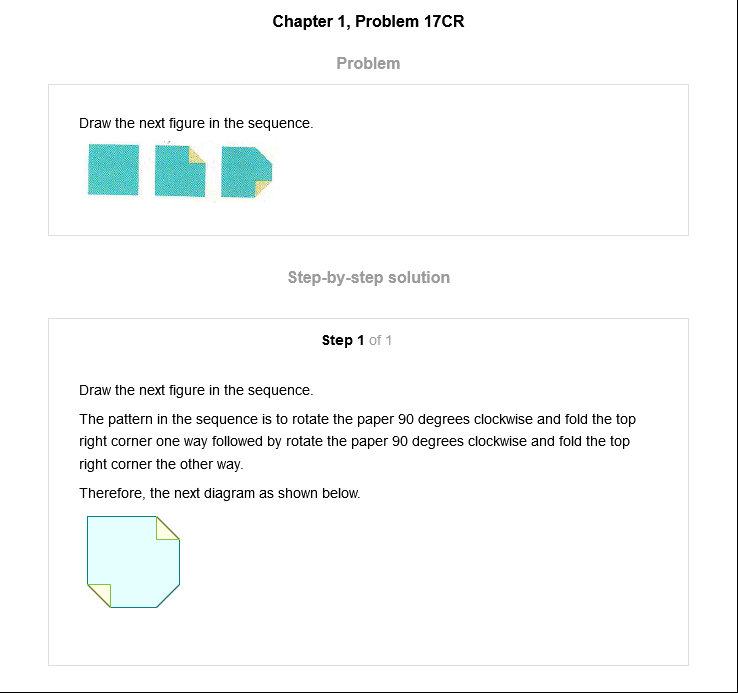 Chapter 1, Problem 17CR
Problem
Draw the next figure in the sequence.
Step-by-step solution
Step 1 of 1
Draw the next figure in the sequence.
The pattern in the sequence is to rotate the paper 90 degrees clockwise and fold the top
right corner one way followed by rotate the paper 90 degrees clockwise and fold the top
right corner the other way.
Therefore, the next diagram as shown below.